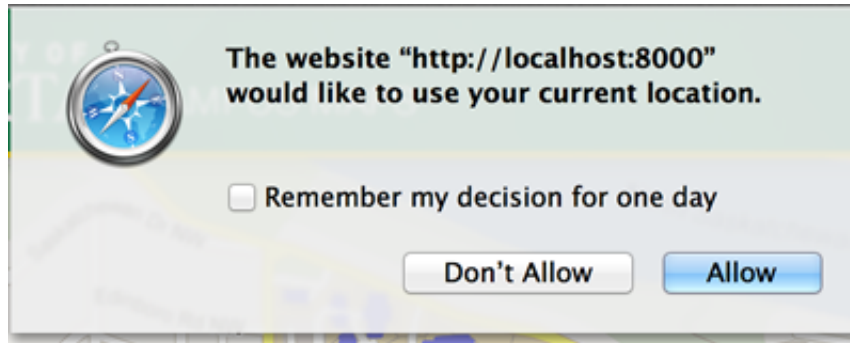 The website “http://localhost:8000”
would like to use your current location.
Remember my decision for one day
Don't Allow
Allow